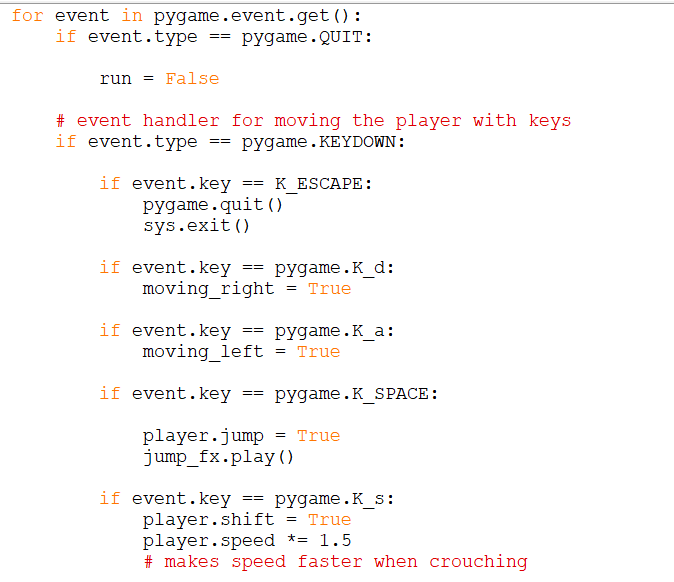 for event in pygame.event.get():
    if event.type == pygame.QUIT:

        run = False

    # event handler for moving the player with keys
    if event.type == pygame.KEYDOWN:

        if event.key == K_ESCAPE:
            pygame.quit()
            sys.exit()

        if event.key == pygame.K_d:
            moving_right = True

        if event.key == pygame.K_a:
            moving_left = True

        if event.key == pygame.K_SPACE:

            player.jump = True
            jump_fx.play()

        if event.key == pygame.K_s:
            player.shift = True
            player.speed *= 1.5
            # makes speed faster when crouching